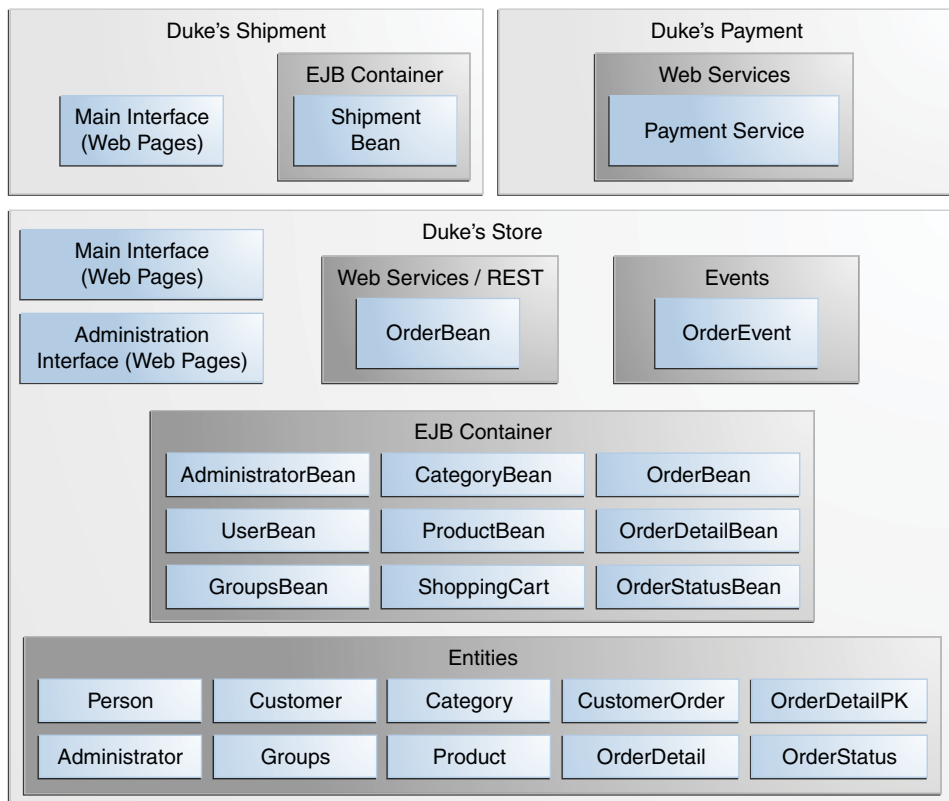 Duke's Shipment
EJB Container
Main Interface
(Web Pages)
Shipment
Bean
Duke's Payment
Web Services
Payment Service
Duke's Store
Main Interface
(Web Pages)
Administration
Interface (Web Pages)
Web Services / REST
OrderBean
Events
OrderEvent
EJB Container
AdministratorBean
CategoryBean
OrderBean
UserBean
ProductBean
OrderDetailBean
GroupsBean
ShoppingCart
OrderStatusBean
Entities
Person
Customer
Category
CustomerOrder
OrderDetailPK
Administrator
Groups
Product
OrderDetail
OrderStatus